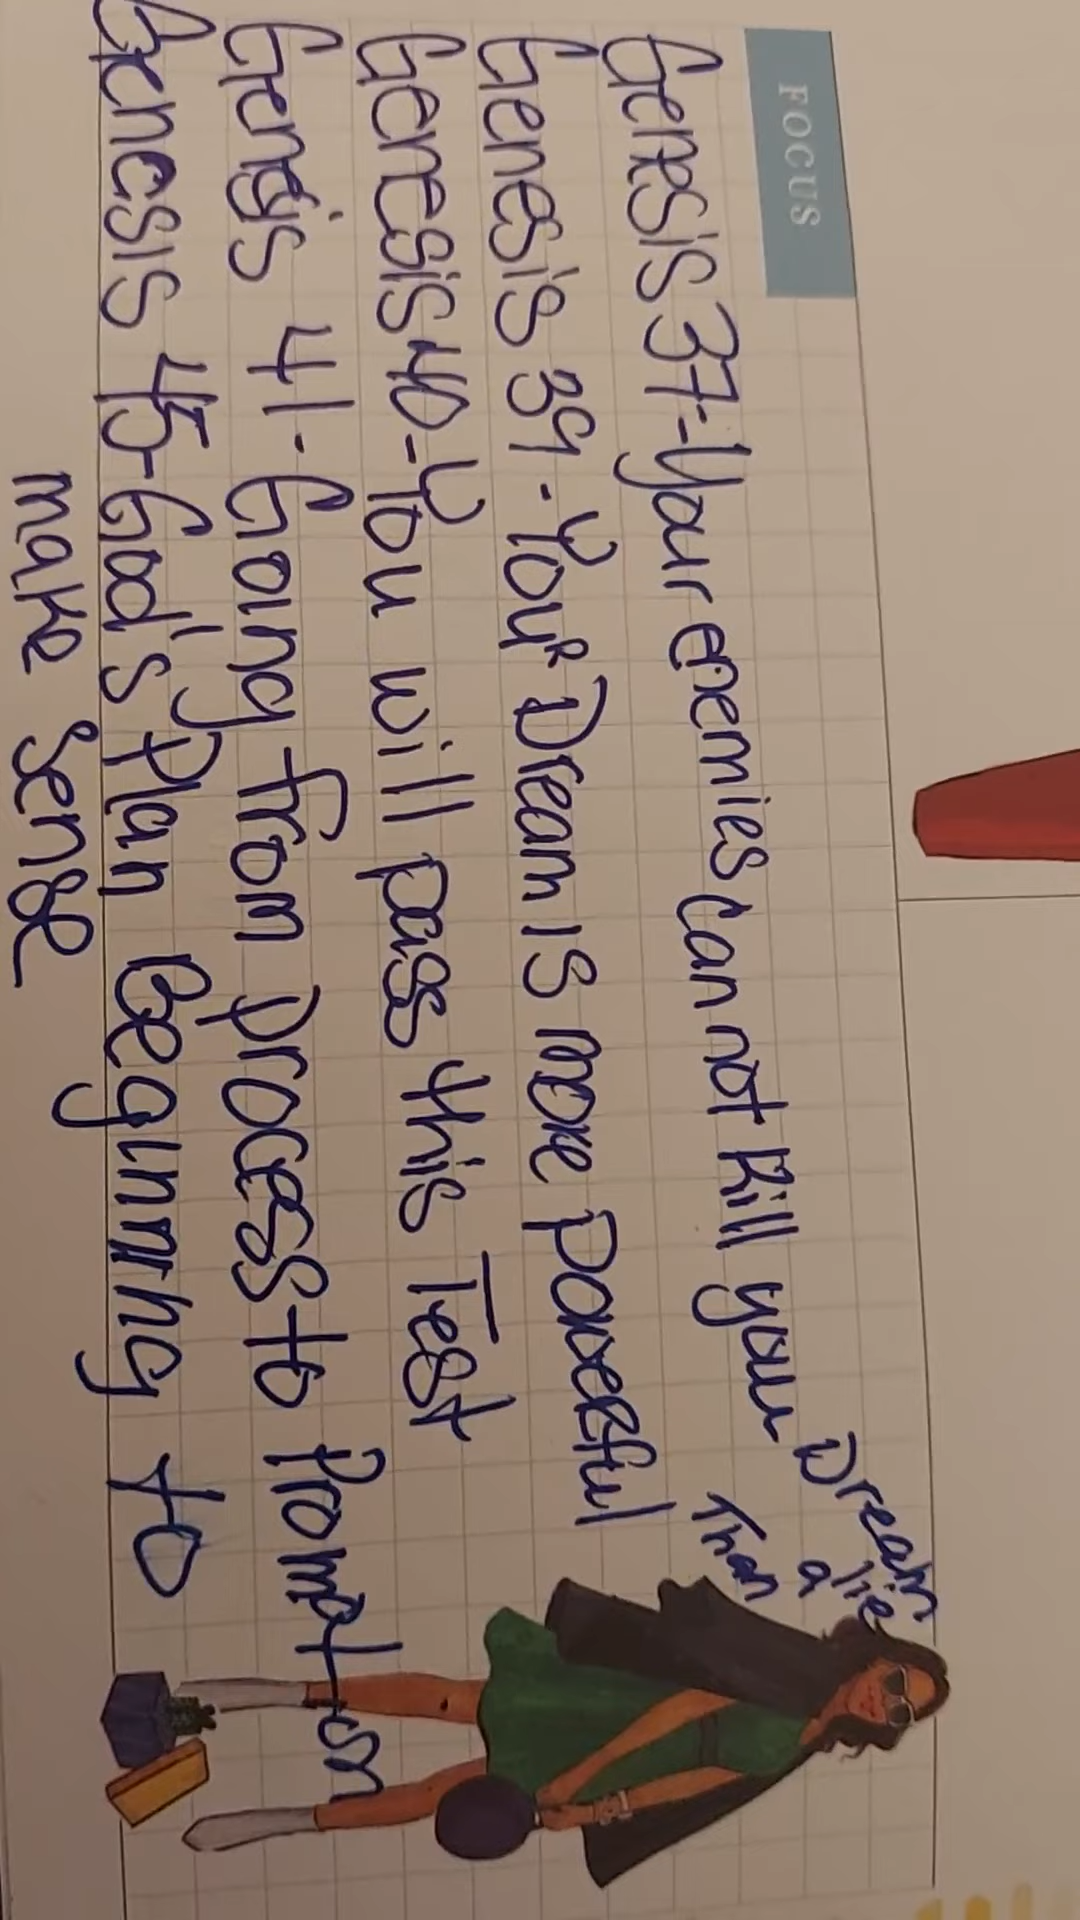 FOCUS
Genesis 37-Your enemies can not kill your Dream
Genesis 39-Your Dream is more powerful Than a lie
Genesis 40-You will pass this Test
Genesis 41-Going from process to Promotion
Genesis 45-God's Plan Beginning to
make sense